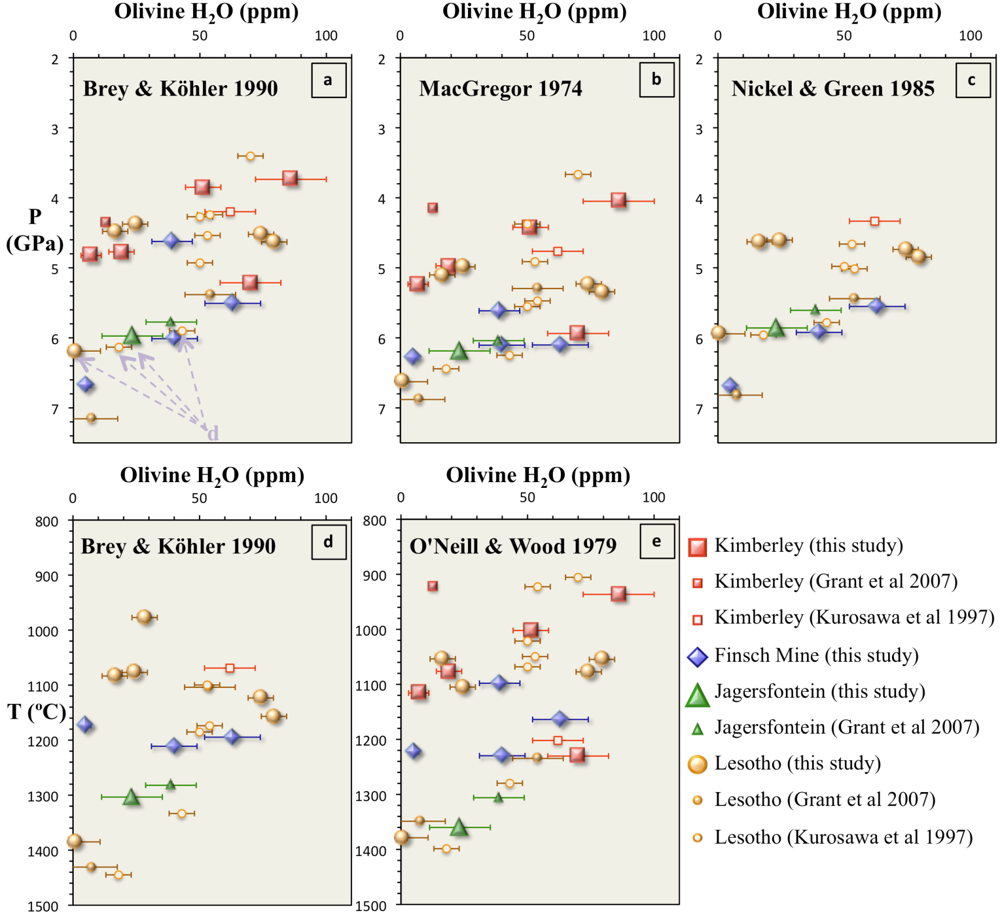 Olivine H₂O (ppm) Olivine H₂O (ppm) Olivine H₂O (ppm)
0 50 100 0 50 100 0 50 100
2 2 2
Brey & Köhler 1990 a MacGregor 1974 b Nickel & Green 1985 c
3 3 3
4 4 4
P
(GPa)
5 5 5
6 6 6
7 7 7
d
Olivine H₂O (ppm) Olivine H₂O (ppm)
0 50 100 0 50 100
800 800
Brey & Köhler 1990 d O'Neill & Wood 1979 e
900 900
1000 1000
1100 1100
T (ºC)
1200 1200
1300 1300
1400 1400
1500 1500
Kimberley (this study)
Kimberley (Grant et al 2007)
Kimberley (Kurosawa et al 1997)
Finsch Mine (this study)
Jagersfontein (this study)
Jagersfontein (Grant et al 2007)
Lesotho (this study)
Lesotho (Grant et al 2007)
Lesotho (Kurosawa et al 1997)